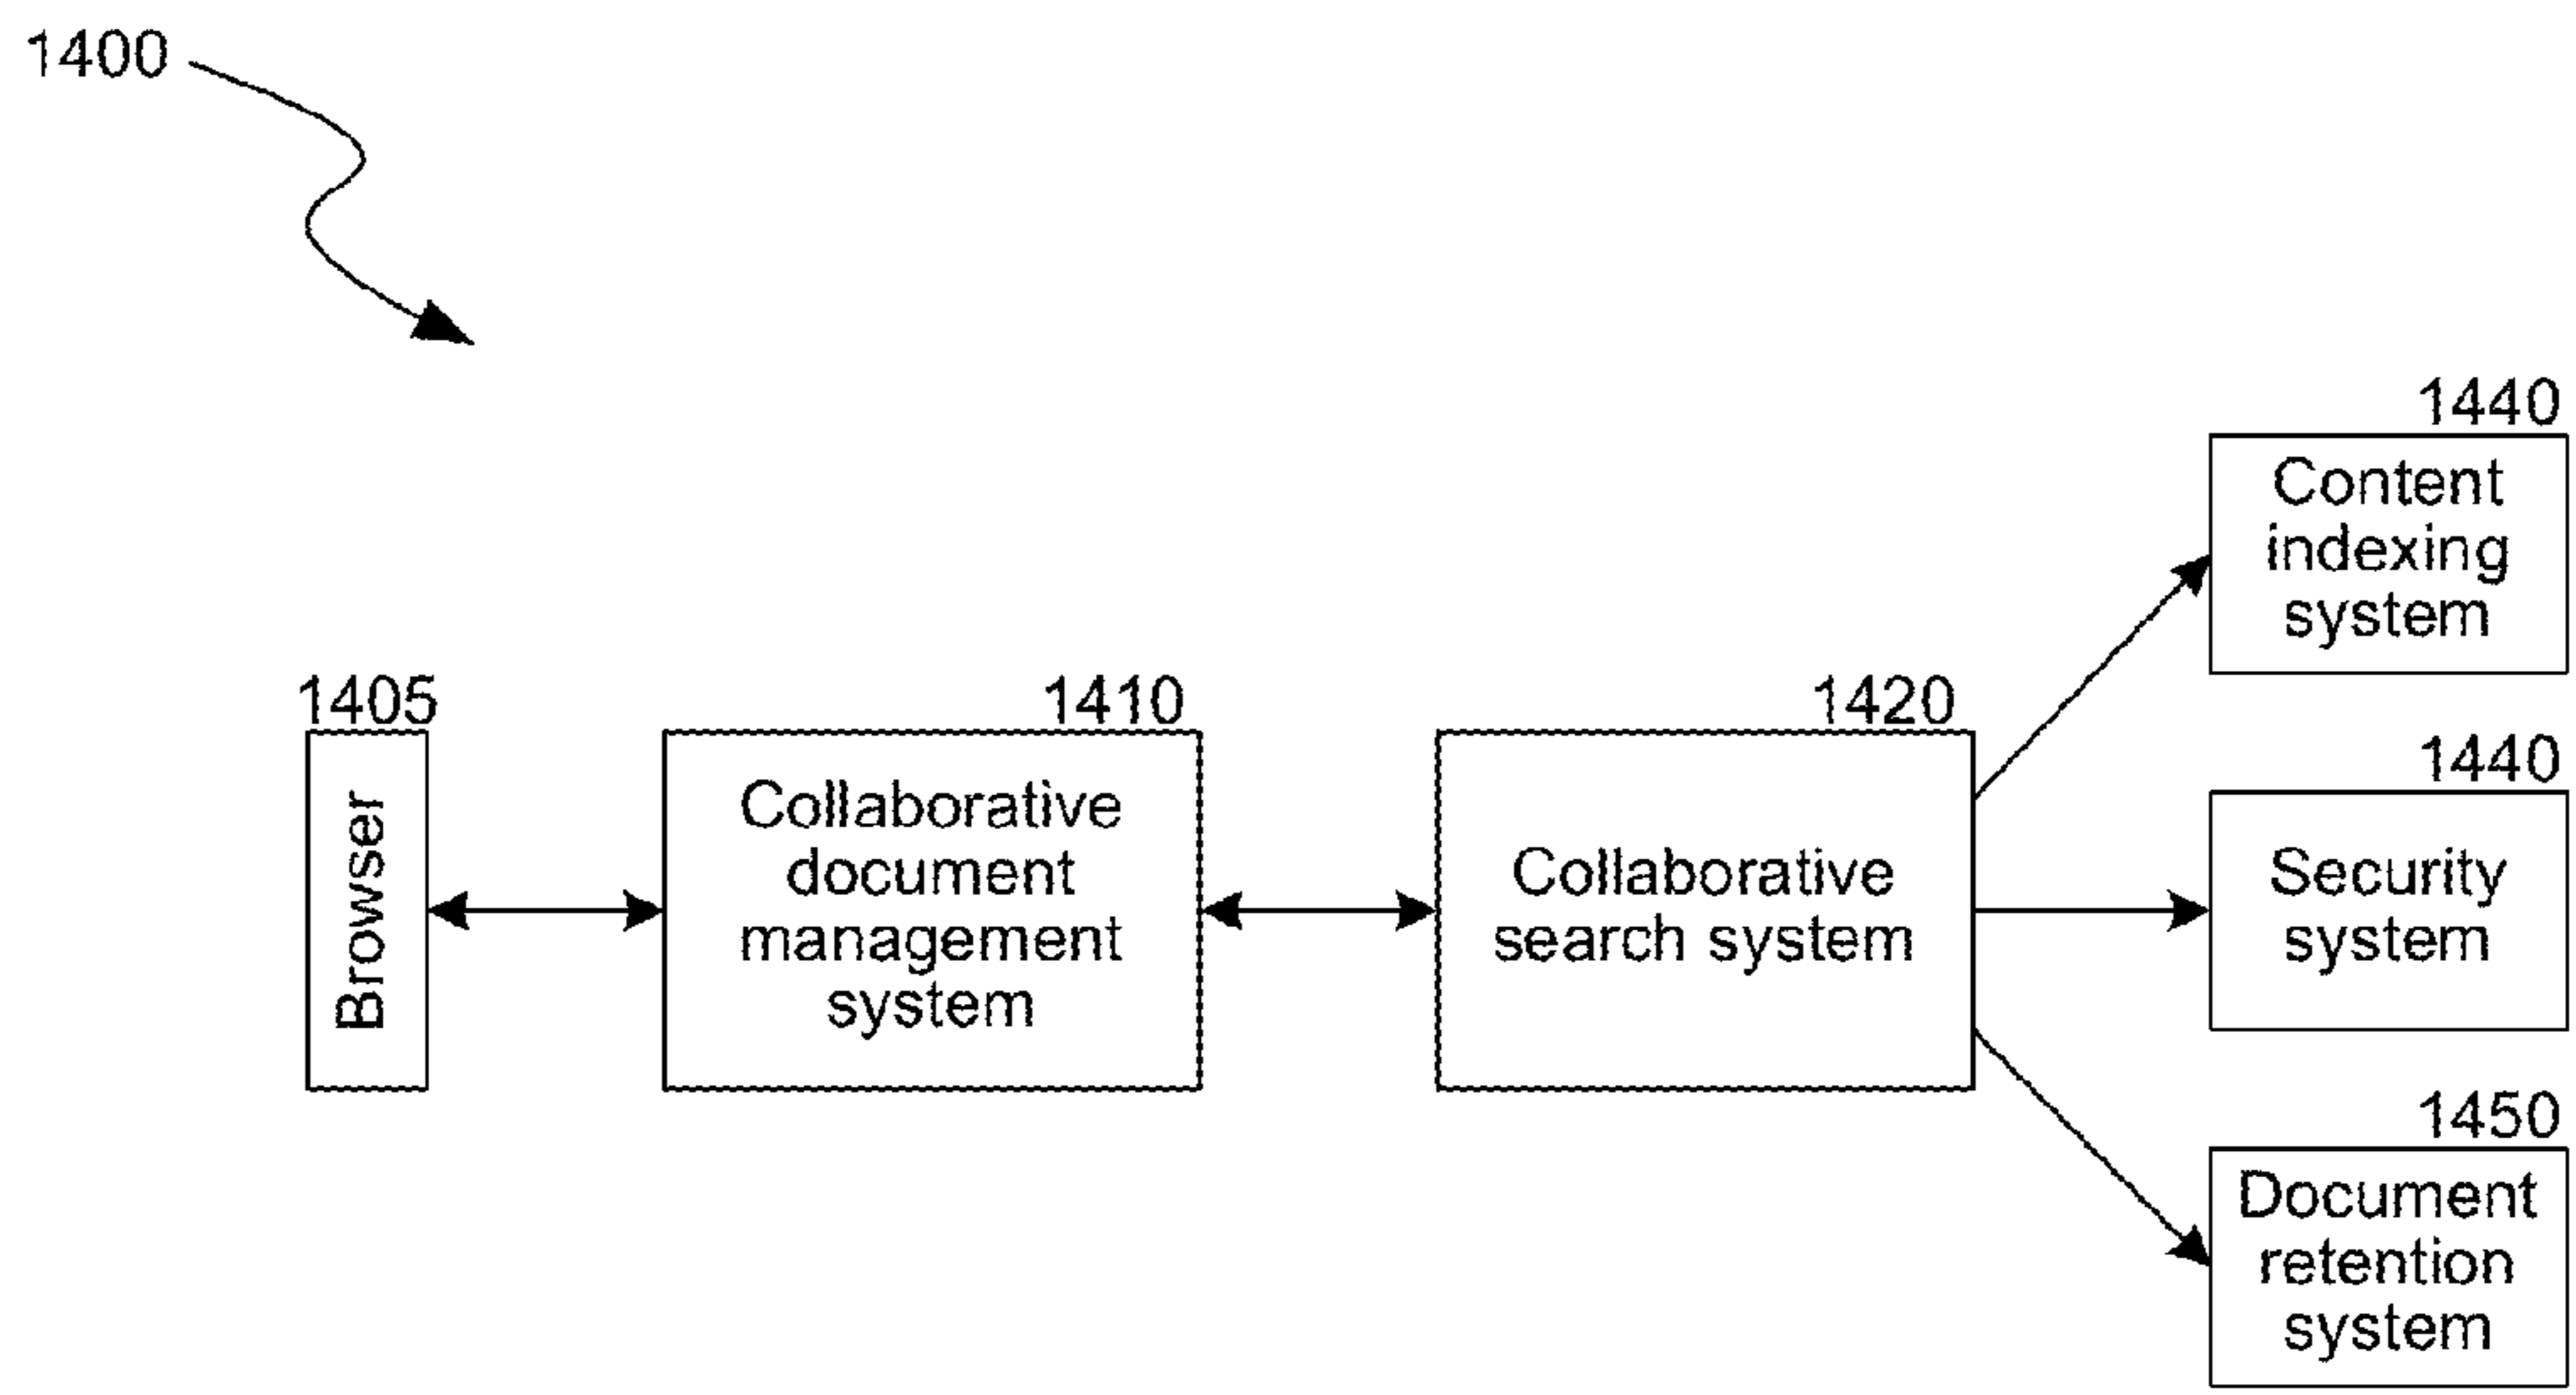 1400
1440
Content
indexing
system
1405
Browser
1410
Collaborative
document
management
system
1420
Collaborative
search system
1440
Security
system
1450
Document
retention
system